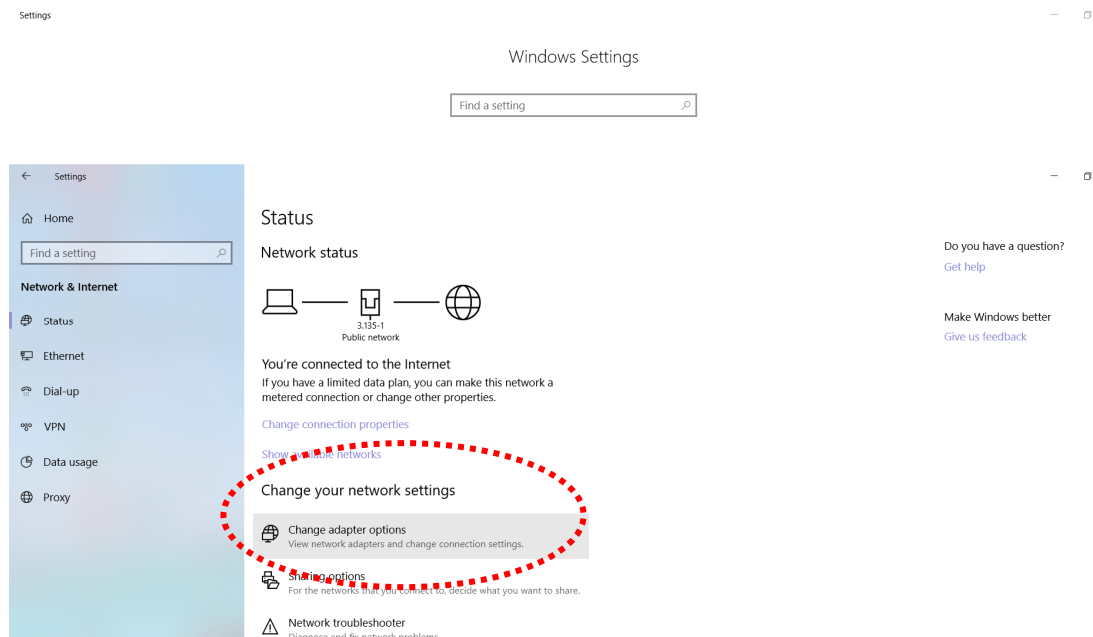 Settings
Windows Settings
Find a setting
Settings
Home
Find a setting
Network & Internet
Status
Ethernet
Dial-up
VPN
Data usage
Proxy
Status
Network status
3.135-1
Public network
You're connected to the Internet
If you have a limited data plan, you can make this network a
metered connection or change other properties.
Change connection properties
Show available networks
Change your network settings
Change adapter options
View network adapters and change connection settings.
Sharing options
For the networks that you connect to, decide what you want to share.
Network troubleshooter
Diagnose and fix network problems.
Do you have a question?
Get help
Make Windows better
Give us feedback